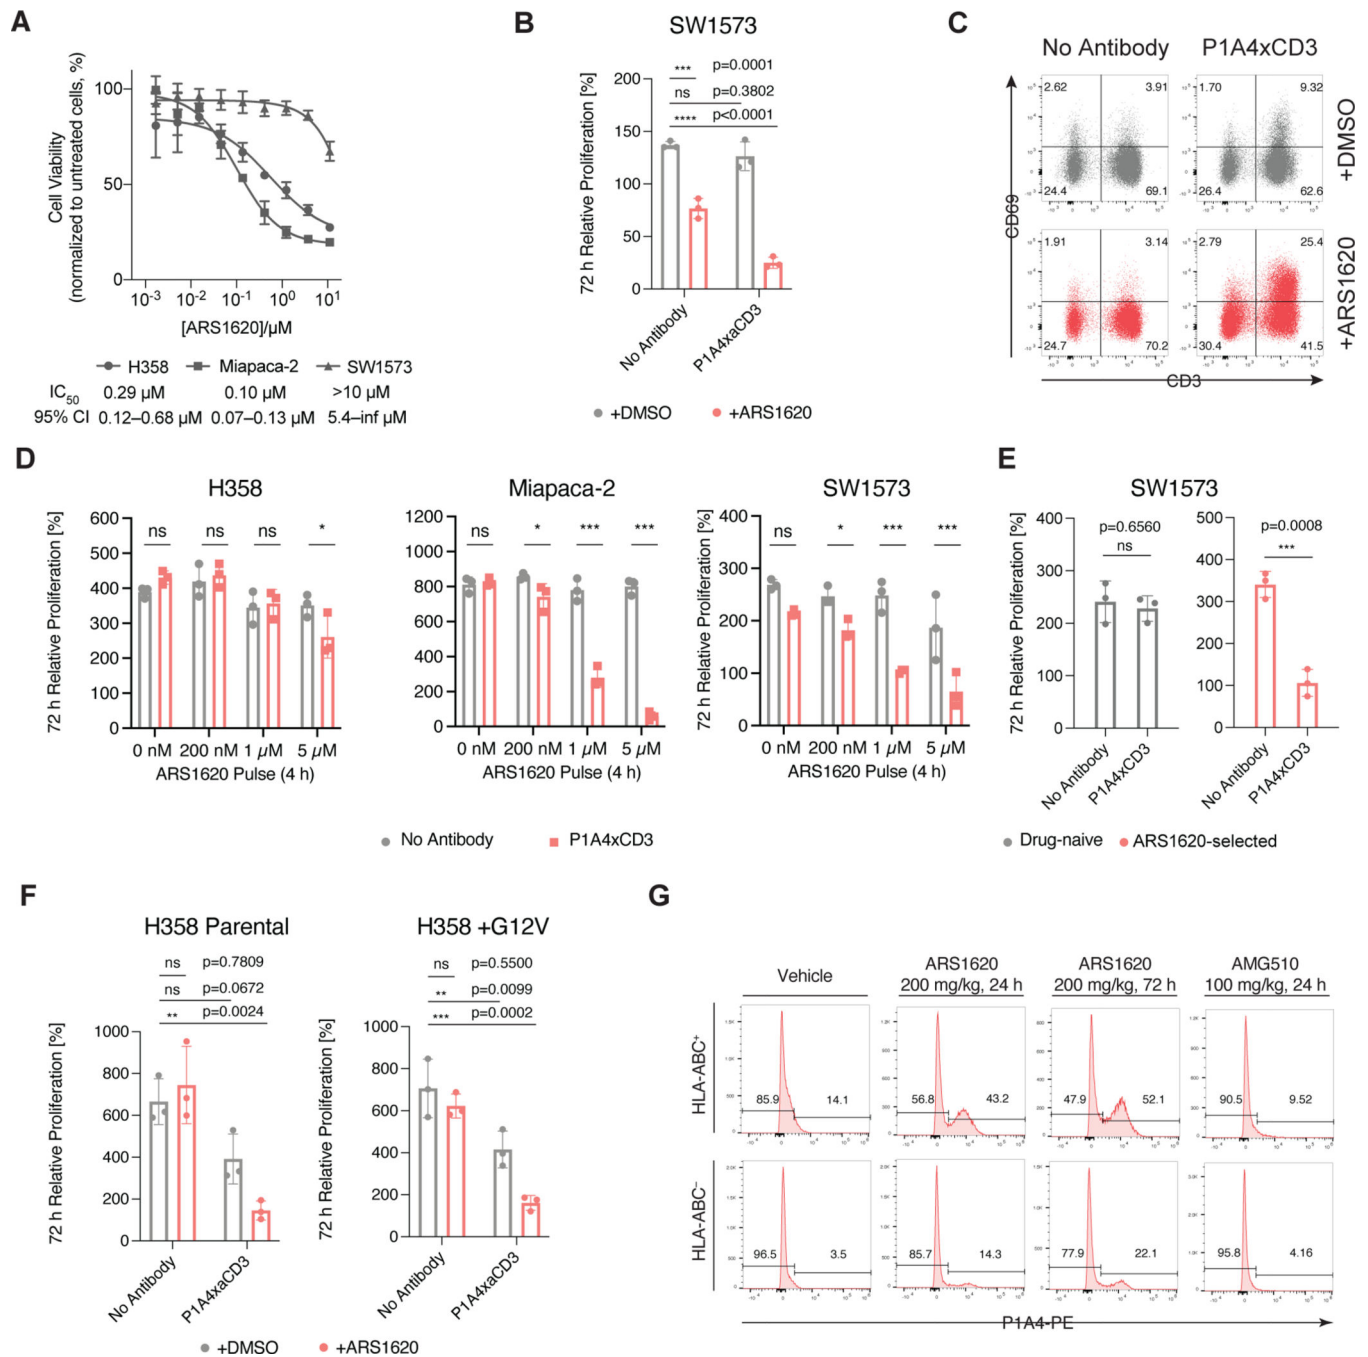 A
Cell Viability
(normalized to untreated cells, %)
100
50
0
10-3 10-2 10-1 100 101
[ARS1620]/µM
H358 Miapaca-2 SW1573
IC50 0.29 µM 0.10 µM >10 µM
95% CI 0.12–0.68 µM 0.07–0.13 µM 5.4–inf µM
B
SW1573
*** p=0.0001
ns p=0.3802
**** p<0.0001
72 h Relative Proliferation [%]
200
150
100
50
0
No Antibody
P1A4xaCD3
+DMSO +ARS1620
C
No Antibody P1A4xCD3
2.62 3.91 1.70 9.32
24.4 69.1 26.4 62.6
+DMSO
1.91 3.14 2.79 25.4
24.7 70.2 30.4 41.5
+ARS1620
CD69
CD3
D
H358
72 h Relative Proliferation [%]
600
500
400
300
200
100
0
ns ns ns *
0 nM 200 nM 1 µM 5 µM
ARS1620 Pulse (4 h)
Miapaca-2
72 h Relative Proliferation [%]
1200
1000
800
600
400
200
0
ns * *** ***
0 nM 200 nM 1 µM 5 µM
ARS1620 Pulse (4 h)
SW1573
72 h Relative Proliferation [%]
400
300
200
100
0
ns * *** ***
0 nM 200 nM 1 µM 5 µM
ARS1620 Pulse (4 h)
No Antibody P1A4xCD3
E
SW1573
72 h Relative Proliferation [%]
400
300
200
100
0
p=0.6560
ns
No Antibody
P1A4xCD3
500
400
300
200
100
0
p=0.0008
***
No Antibody
P1A4xCD3
Drug-naive ARS1620-selected
F
H358 Parental
ns p=0.7809
ns p=0.0672
** p=0.0024
72 h Relative Proliferation [%]
1000
800
600
400
200
0
No Antibody
P1A4xaCD3
H358 +G12V
ns p=0.5500
** p=0.0099
*** p=0.0002
72 h Relative Proliferation [%]
1000
800
600
400
200
0
No Antibody
P1A4xaCD3
+DMSO +ARS1620
G
Vehicle
ARS1620
200 mg/kg, 24 h
ARS1620
200 mg/kg, 72 h
AMG510
100 mg/kg, 24 h
HLA-ABC+
85.9 14.1 56.8 43.2 47.9 52.1 90.5 9.52
HLA-ABC–
96.5 3.5 85.7 14.3 77.9 22.1 95.8 4.16
P1A4-PE